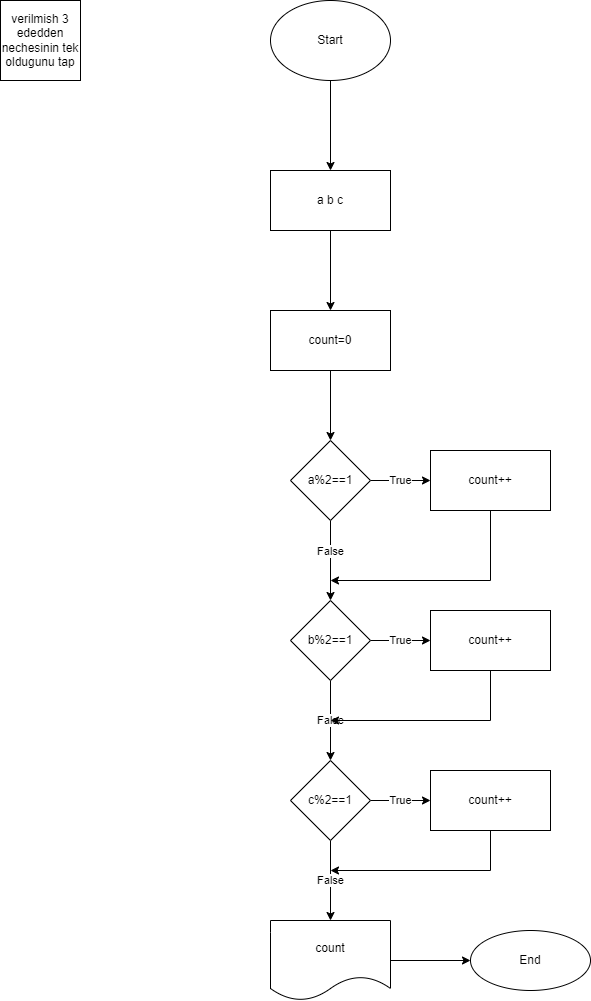 verilmish 3
ededden
nechesinin tek
oldugunu tap
Start
a b c
count=0
a%2==1
True
count++
False
b%2==1
True
count++
False
c%2==1
True
count++
False
count
End